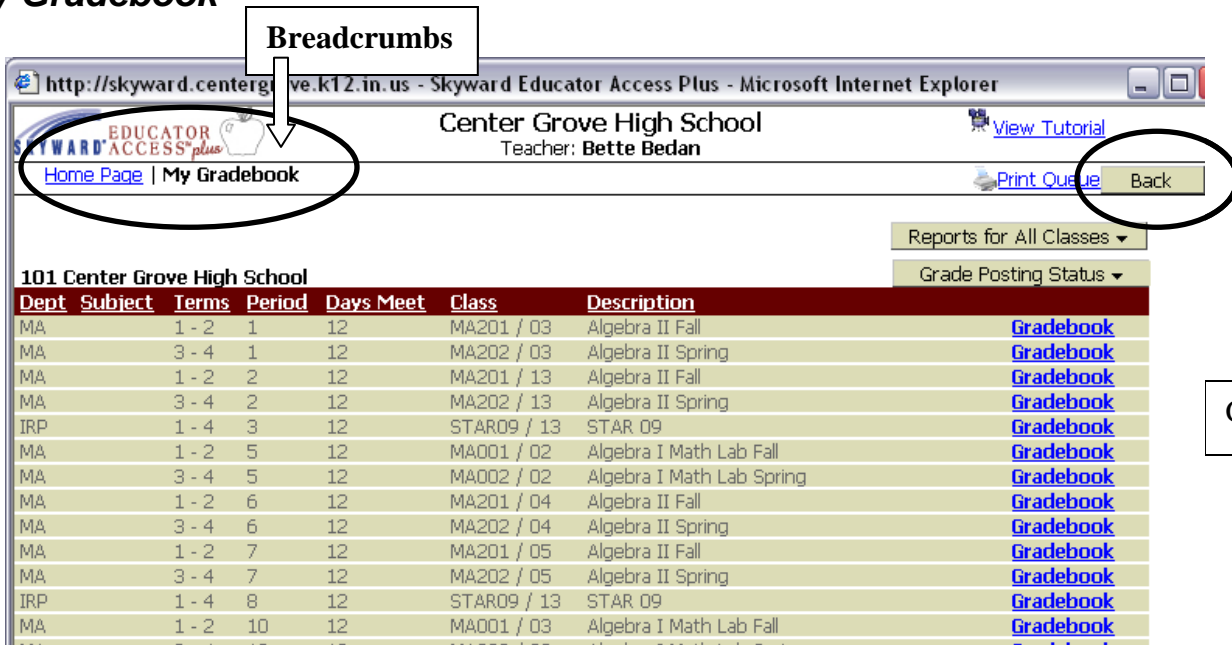 Gradebook
Breadcrumbs
http://skyward.centergrove.k12.in.us - Skyward Educator Access Plus - Microsoft Internet Explorer
EDUCATOR
SKYWARD ACCESS plus
Center Grove High School
Teacher: Bette Bedan
View Tutorial
Home Page | My Gradebook
Print Queue
Back
Reports for All Classes
Grade Posting Status
101 Center Grove High School
Dept Subject Terms Period Days Meet Class Description
MA 1 - 2 1 12 MA201 / 03 Algebra II Fall Gradebook
MA 3 - 4 1 12 MA202 / 03 Algebra II Spring Gradebook
MA 1 - 2 2 12 MA201 / 13 Algebra II Fall Gradebook
MA 3 - 4 2 12 MA202 / 13 Algebra II Spring Gradebook
IRP 1 - 4 3 12 STAR09 / 13 STAR 09 Gradebook
MA 1 - 2 5 12 MA001 / 02 Algebra I Math Lab Fall Gradebook
MA 3 - 4 5 12 MA002 / 02 Algebra I Math Lab Spring Gradebook
MA 1 - 2 6 12 MA201 / 04 Algebra II Fall Gradebook
MA 3 - 4 6 12 MA202 / 04 Algebra II Spring Gradebook
MA 1 - 2 7 12 MA201 / 05 Algebra II Fall Gradebook
MA 3 - 4 7 12 MA202 / 05 Algebra II Spring Gradebook
IRP 1 - 4 8 12 STAR09 / 13 STAR 09 Gradebook
MA 1 - 2 10 12 MA001 / 03 Algebra I Math Lab Fall Gradebook